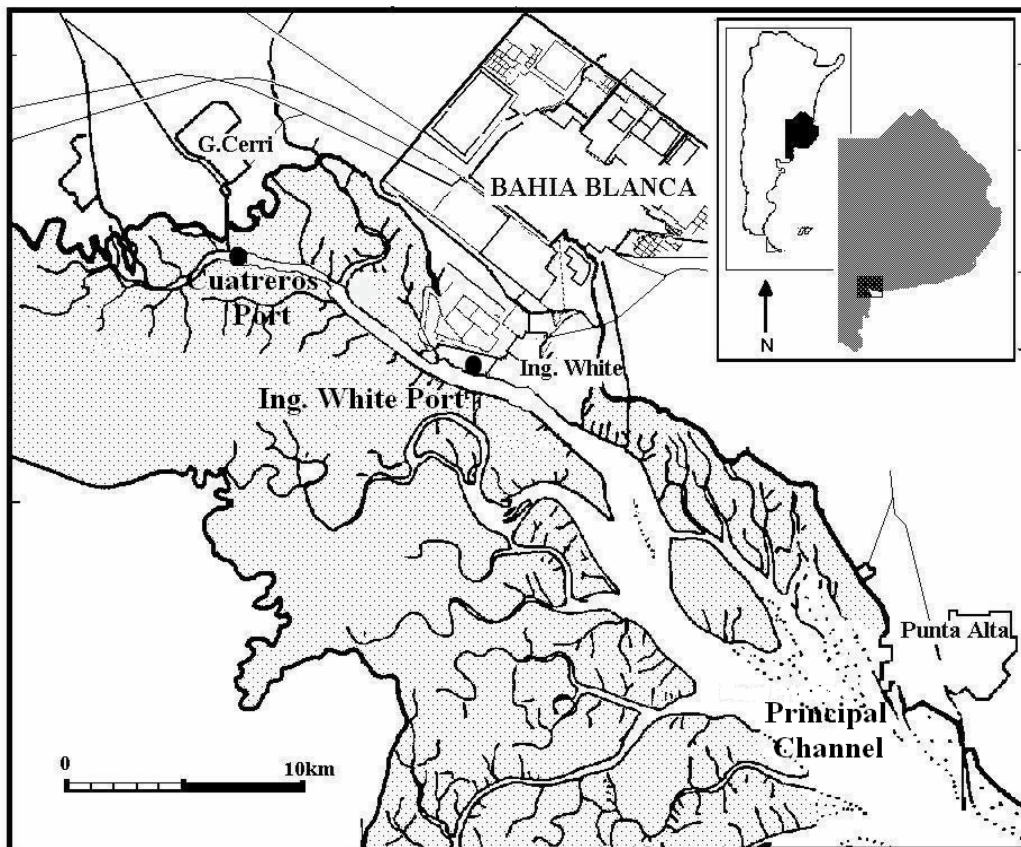 G.Cerri
BAHIA BLANCA
Cuatreros
Port
N
Ing. White
Ing. White Port
Punta Alta
Principal
Channel
0
10km